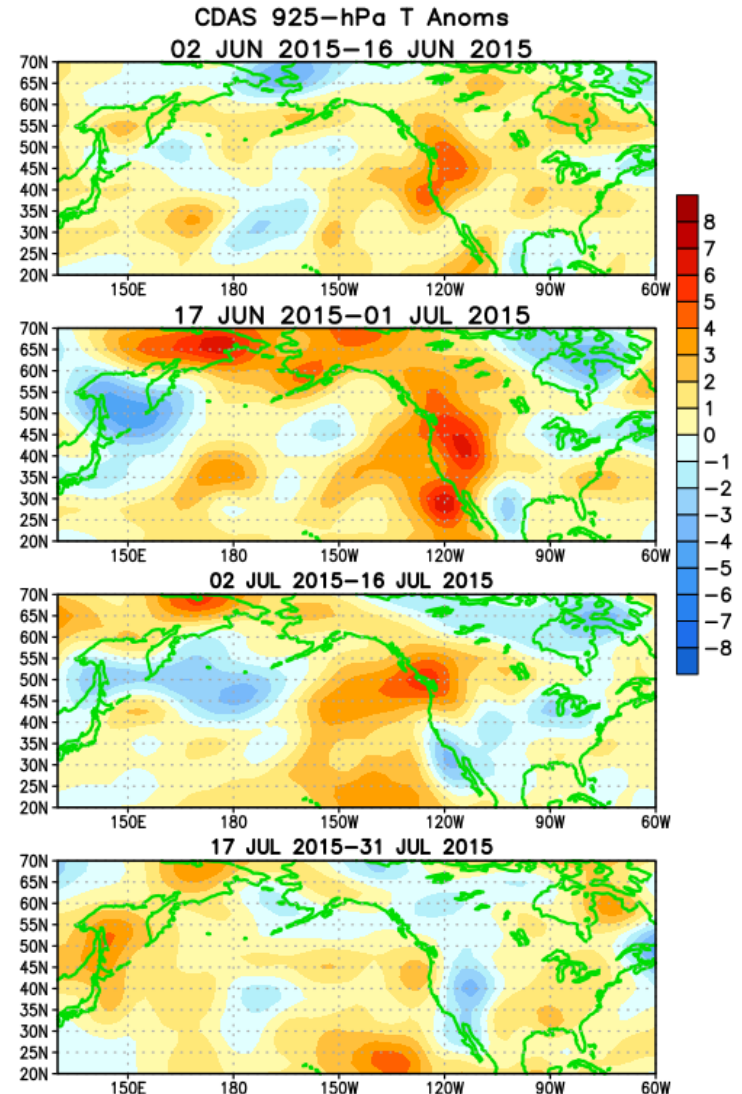 CDAS 925-hPa T Anoms
02 JUN 2015-16 JUN 2015
70N
65N
60N
55N
50N
45N
40N
35N
30N
25N
20N
150E 180 150W 120W 90W 60W
17 JUN 2015-01 JUL 2015
70N
65N
60N
55N
50N
45N
40N
35N
30N
25N
20N
150E 180 150W 120W 90W 60W
02 JUL 2015-16 JUL 2015
70N
65N
60N
55N
50N
45N
40N
35N
30N
25N
20N
150E 180 150W 120W 90W 60W
17 JUL 2015-31 JUL 2015
70N
65N
60N
55N
50N
45N
40N
35N
30N
25N
20N
150E 180 150W 120W 90W 60W
8
7
6
5
4
3
2
1
0
-1
-2
-3
-4
-5
-6
-7
-8